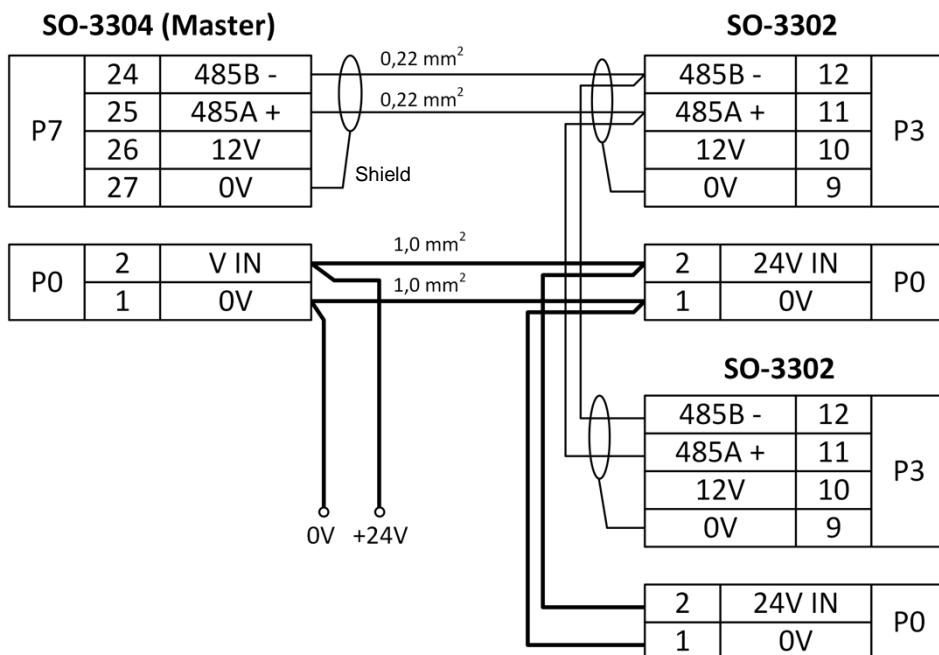 SO-3304 (Master)
SO-3302
P7
24 485B -
25 485A +
26 12V
27 0V
0,22 mm²
0,22 mm²
Shield
485B - 12
485A + 11
12V 10
0V 9
P3
P0
2 V IN
1 0V
1,0 mm²
1,0 mm²
2 24V IN
1 0V
P0
0V +24V
SO-3302
485B - 12
485A + 11
12V 10
0V 9
P3
2 24V IN
1 0V
P0